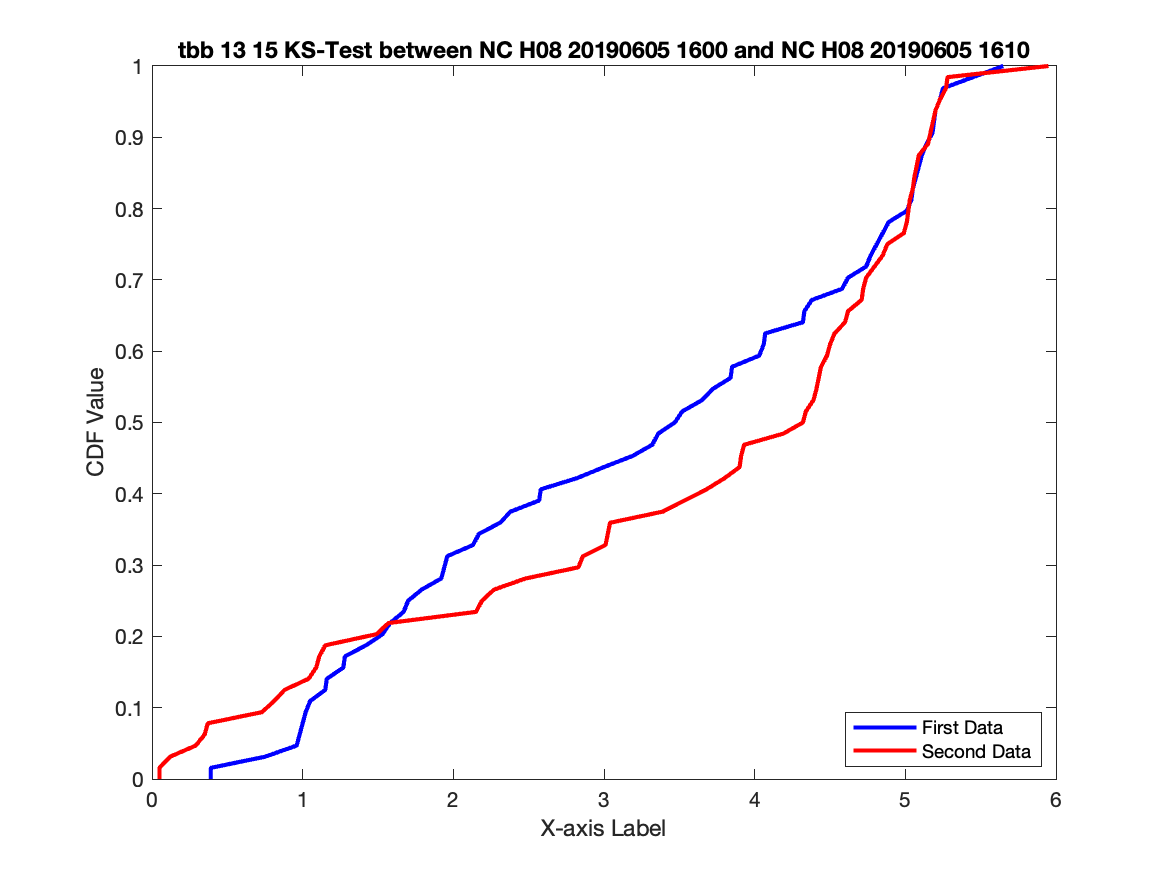 tbb 13 15 KS-Test between NC H08 20190605 1600 and NC H08 20190605 1610
1
0.9
0.8
0.7
0.6
0.5
0.4
0.3
0.2
0.1
0
CDF Value
First Data
Second Data
0 1 2 3 4 5 6
X-axis Label